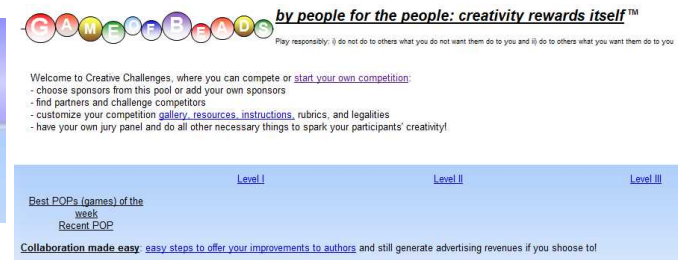 GAMEOFBEADS
by people for the people: creativity rewards itself™
Play responsibly: i) do not do to others what you do not want them do to you and ii) do to others what you want them do to you
Welcome to Creative Challenges, where you can compete or start your own competition:
- choose sponsors from this pool or add your own sponsors
- find partners and challenge competitors
- customize your competition gallery, resources, instructions, rubrics, and legalities
- have your own jury panel and do all other necessary things to spark your participants' creativity!
Level I Level II Level III
Best POPs (games) of the
week
Recent POP
Collaboration made easy: easy steps to offer your improvements to authors and still generate advertising revenues if you shoose to!